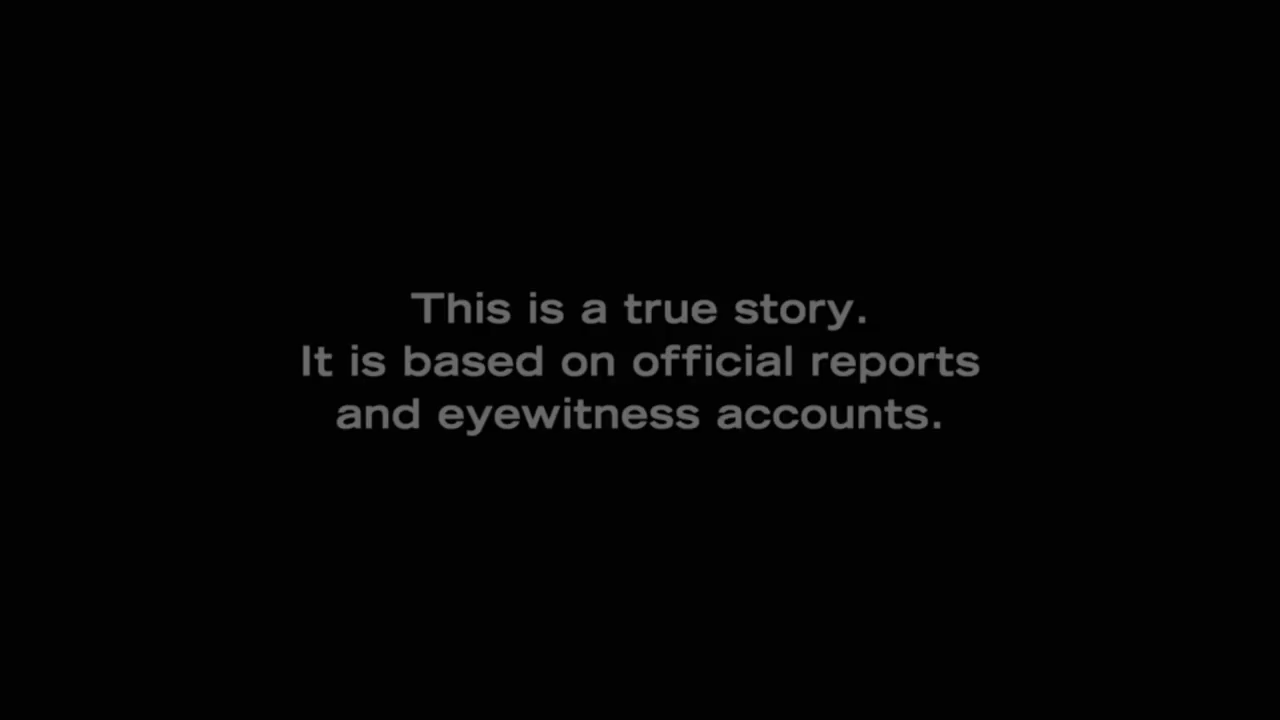 This is a true story.
It is based on official reports
and eyewitness accounts.